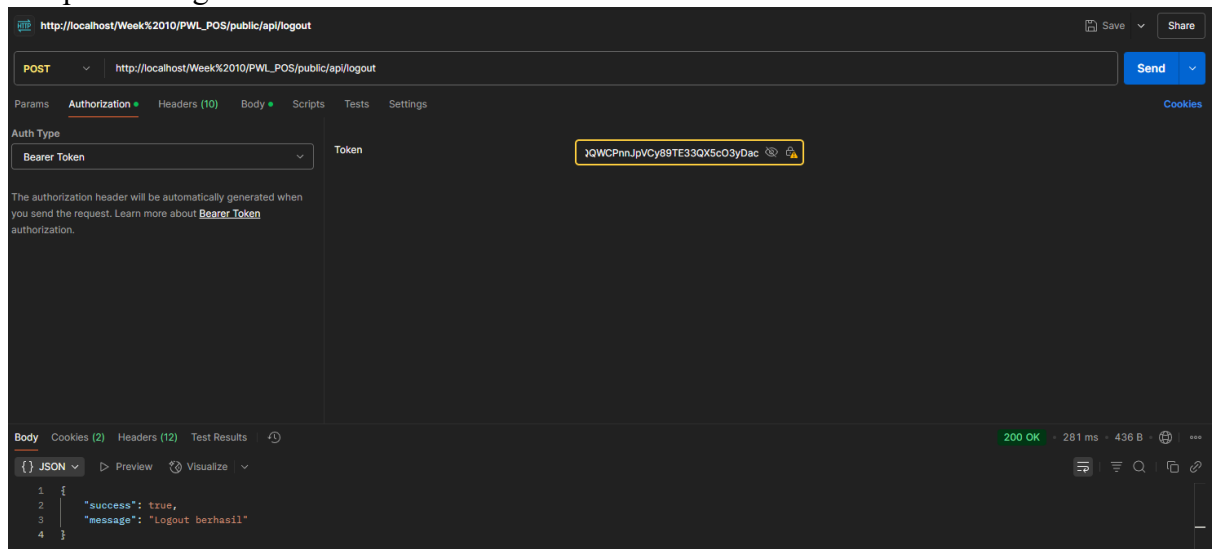 http://localhost/Week%2010/PWL_POS/public/api/logout
Save
Share
POST
http://localhost/Week%2010/PWL_POS/public/api/logout
Send
Params Authorization Headers (10) Body Scripts Tests Settings
Cookies
Auth Type
Bearer Token
The authorization header will be automatically generated when
you send the request. Learn more about Bearer Token
authorization.
Token
QWCPnnJpVCy89TE33QX5cO3yDac
Body Cookies (2) Headers (12) Test Results
200 OK • 281 ms • 436 B
{} JSON Preview Visualize
1 {
2 "success": true,
3 "message": "Logout berhasil"
4 }